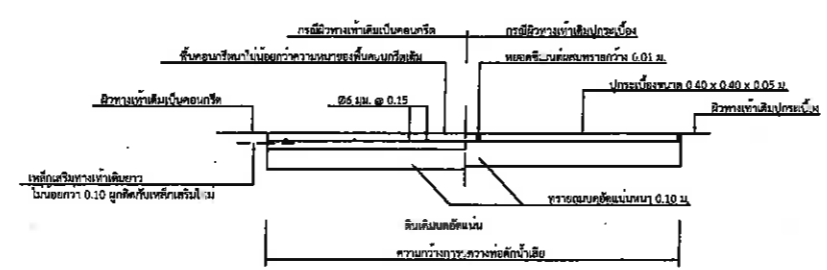 กรณีผิวทางเท้าเดิมเป็นคอนกรีต
กรณีผิวทางเท้าเดิมปูกระเบื้อง
พื้นคอนกรีตหนาไม่น้อยกว่าความหนาของพื้นคอนกรีตเดิม
หยอดซีเมนต์ผสมทรายกว้าง 0.01 ม.
ปูกระเบื้องขนาด 0.40 x 0.40 x 0.05 ม.
ผิวทางเท้าเดิมเป็นคอนกรีต
Ø6 มม. @ 0.15
ผิวทางเท้าเดิมปูกระเบื้อง
เหล็กเสริมทางเท้าเดิมยาว
ไม่น้อยกว่า 0.10 ผูกติดกับเหล็กเสริมใหม่
ทรายถมบดอัดแน่นหนา 0.10 ม.
ดินเดิมบดอัดแน่น
ความกว้างการวางท่อดักน้ำเสีย